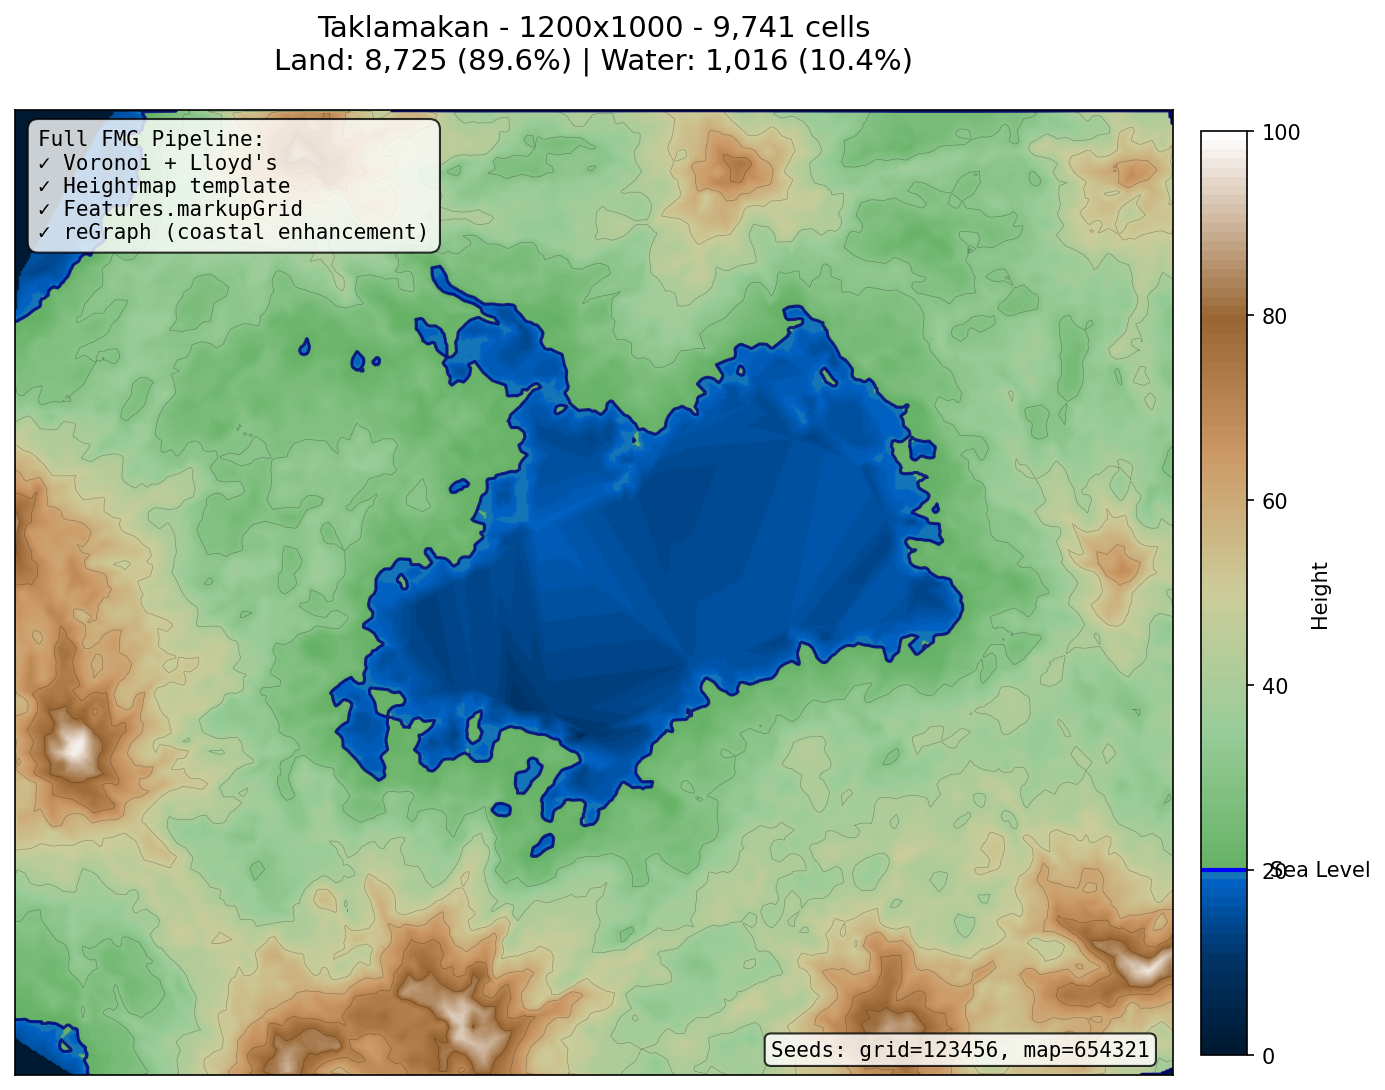 Taklamakan - 1200x1000 - 9,741 cells
Land: 8,725 (89.6%) | Water: 1,016 (10.4%)
Full FMG Pipeline:
✓ Voronoi + Lloyd's
✓ Heightmap template
✓ Features.markupGrid
✓ reGraph (coastal enhancement)
100
80
60
40
20
0
Sea Level
Height
Seeds: grid=123456, map=654321